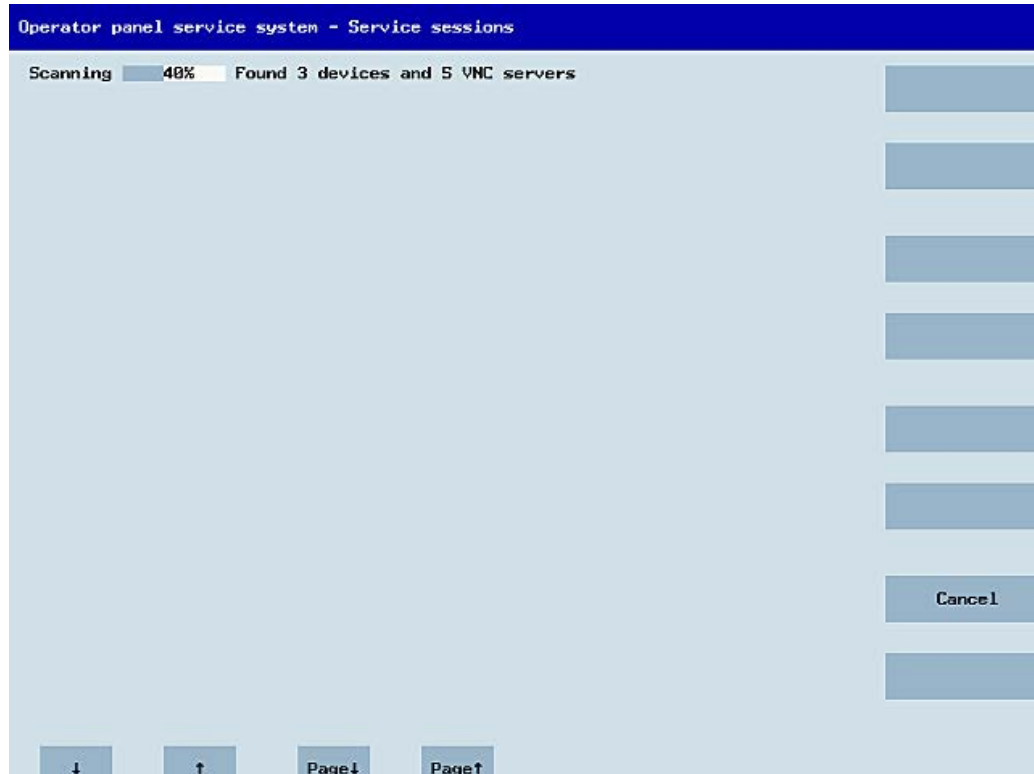 Operator panel service system - Service sessions
Scanning 40% Found 3 devices and 5 VNC servers
Cancel
↓ ↑ Page↓ Page↑